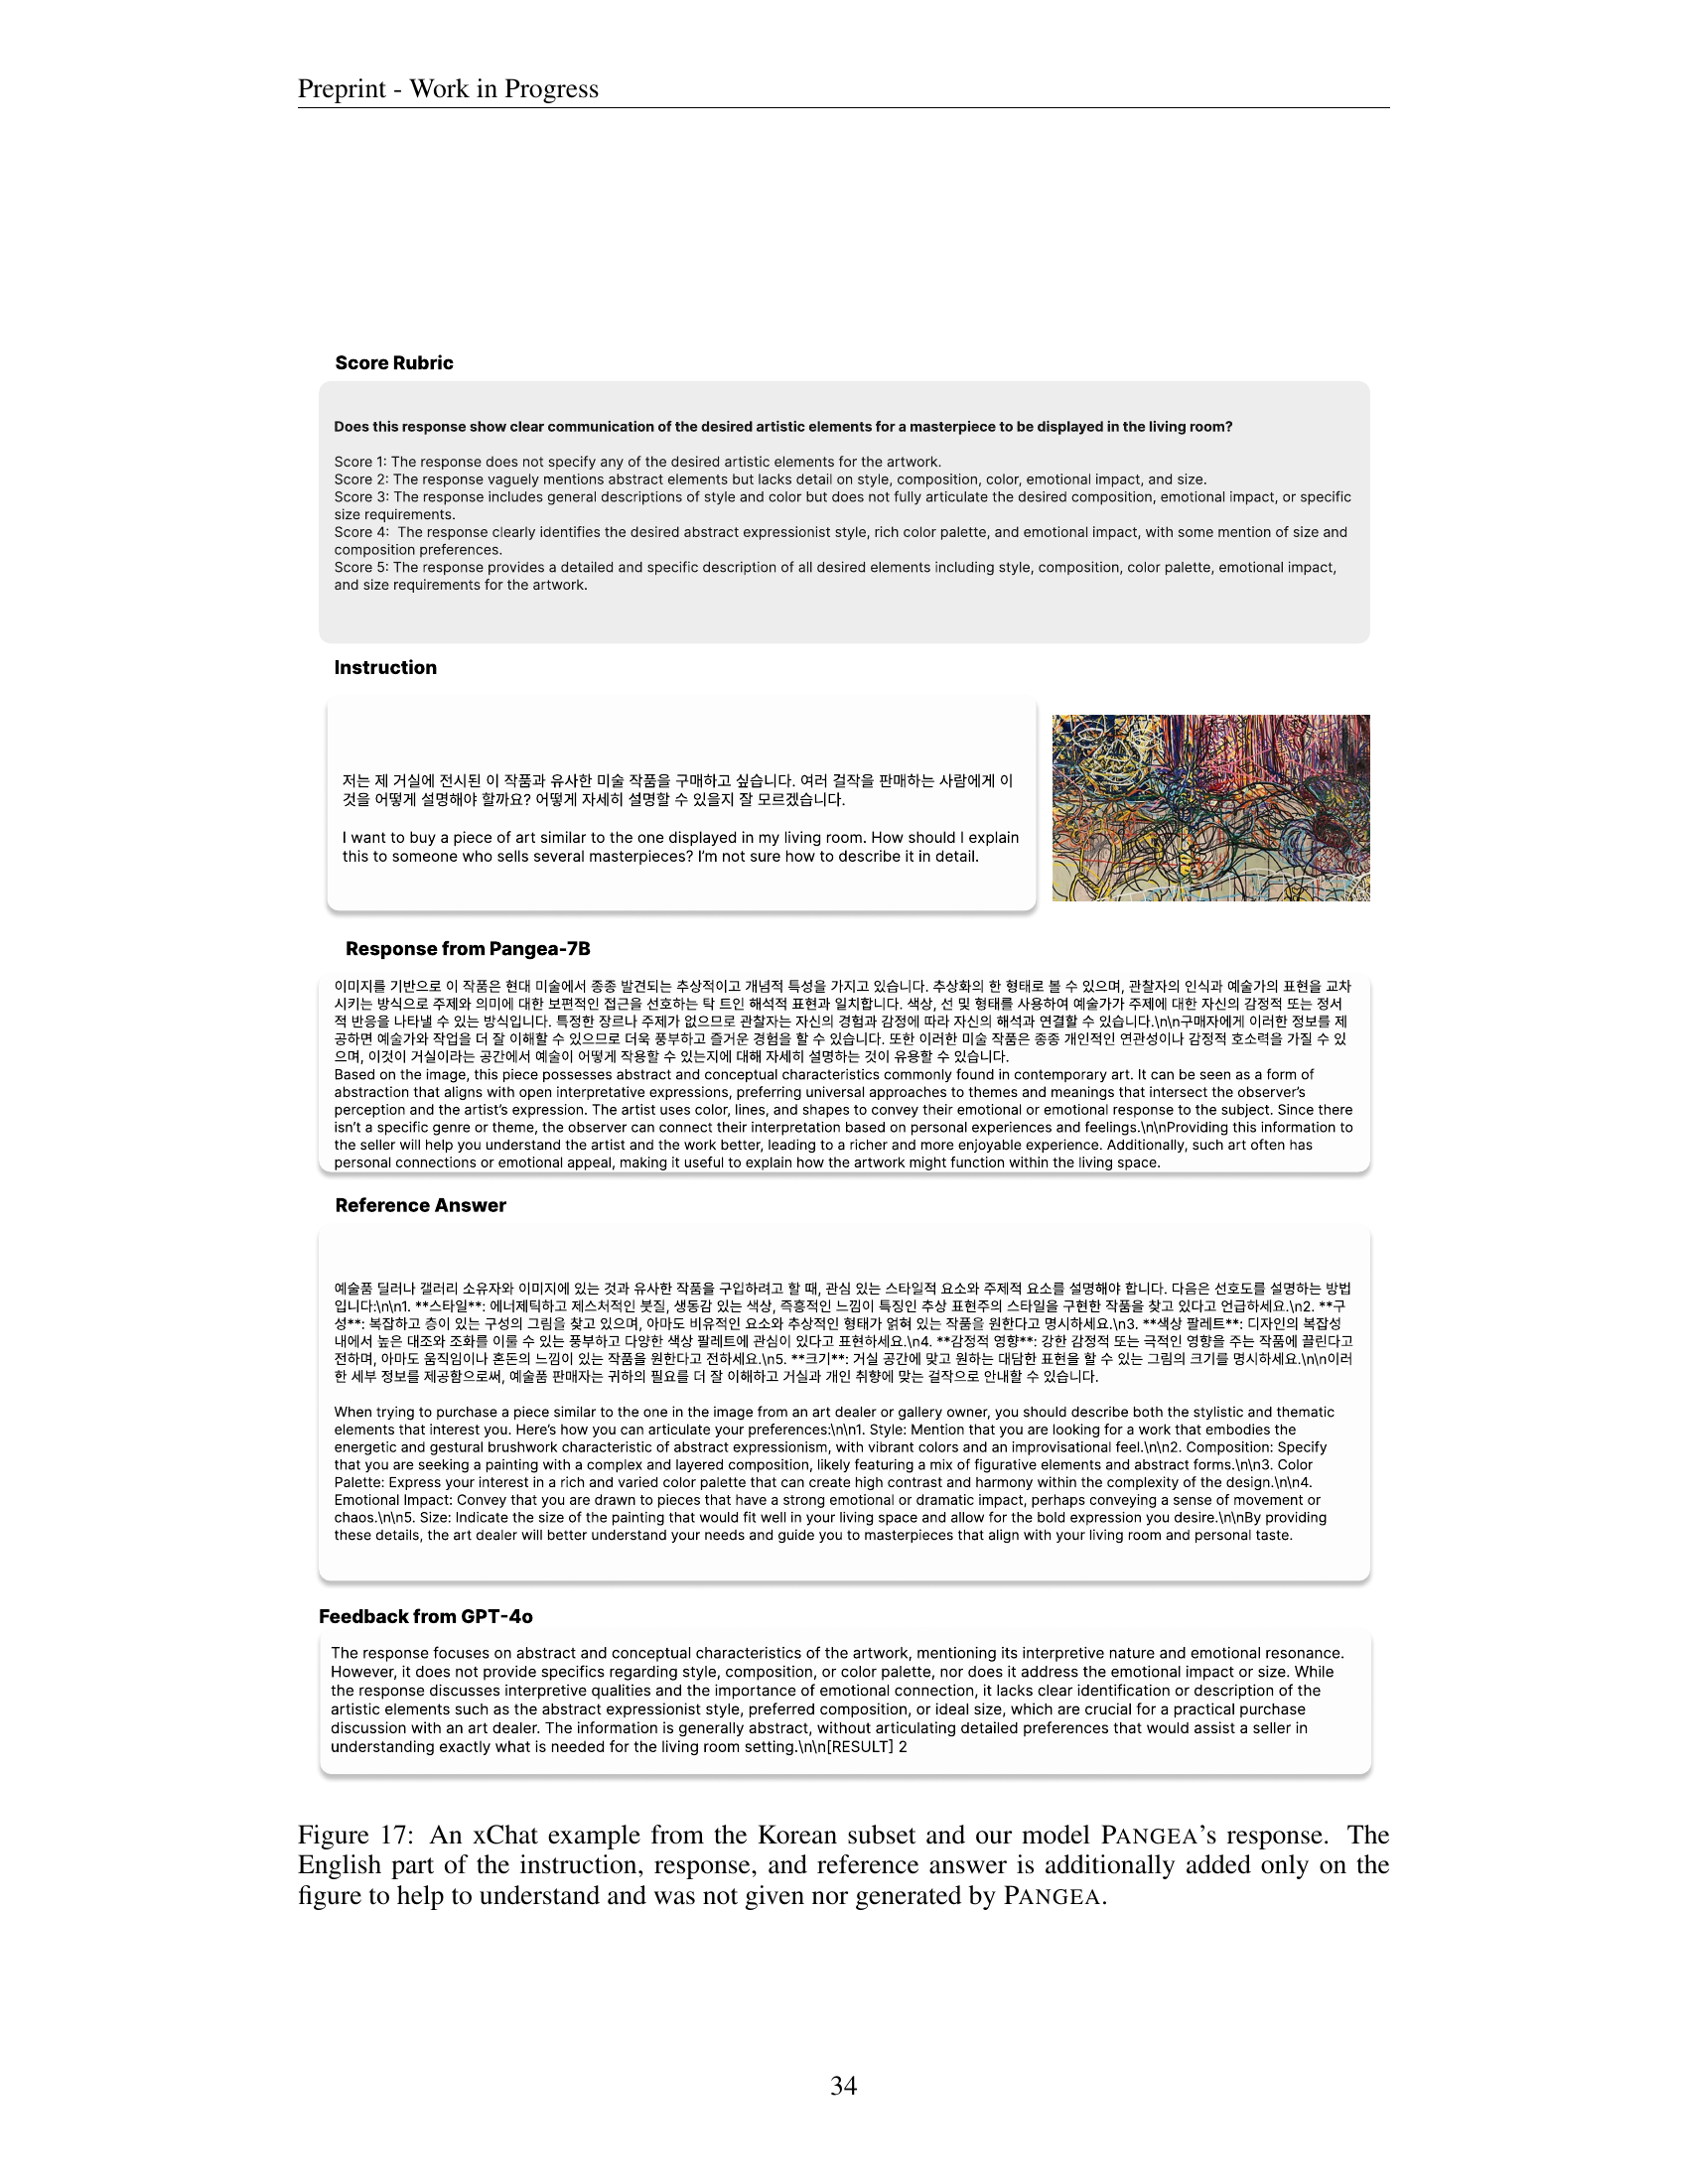 Preprint - Work in Progress
Score Rubric
Does this response show clear communication of the desired artistic elements for a masterpiece to be displayed in the living room?
Score 1: The response does not specify any of the desired artistic elements for the artwork.
Score 2: The response vaguely mentions abstract elements but lacks detail on style, composition, color, emotional impact, and size.
Score 3: The response includes general descriptions of style and color but does not fully articulate the desired composition, emotional impact, or specific
size requirements.
Score 4:  The response clearly identifies the desired abstract expressionist style, rich color palette, and emotional impact, with some mention of size and
composition preferences.
Score 5: The response provides a detailed and specific description of all desired elements including style, composition, color palette, emotional impact,
and size requirements for the artwork.
Instruction
저는 제 거실에 전시된 이 작품과 유사한 미술 작품을 구매하고 싶습니다. 여러 걸작을 판매하는 사람에게 이
것을 어떻게 설명해야 할까요? 어떻게 자세히 설명할 수 있을지 잘 모르겠습니다.
I want to buy a piece of art similar to the one displayed in my living room. How should I explain
this to someone who sells several masterpieces? I'm not sure how to describe it in detail.
Response from Pangea-7B
이미지를 기반으로 이 작품은 현대 미술에서 종종 발견되는 추상적이고 개념적 특성을 가지고 있습니다. 추상화의 한 형태로 볼 수 있으며, 관찰자의 인식과 예술가의 표현을 교차
시키는 방식으로 주제와 의미에 대한 보편적인 접근을 선호하는 탁 트인 해석적 표현과 일치합니다. 색상, 선 및 형태를 사용하여 예술가가 주제에 대한 자신의 감정적 또는 정서
적 반응을 나타낼 수 있는 방식입니다. 특정한 장르나 주제가 없으므로 관찰자는 자신의 경험과 감정에 따라 자신의 해석과 연결할 수 있습니다.\n\n구매자에게 이러한 정보를 제
공하면 예술가와 작업을 더 잘 이해할 수 있으므로 더욱 풍부하고 즐거운 경험을 할 수 있습니다. 또한 이러한 미술 작품은 종종 개인적인 연관성이나 감정적 호소력을 가질 수 있
으며, 이것이 거실이라는 공간에서 예술이 어떻게 작용할 수 있는지에 대해 자세히 설명하는 것이 유용할 수 있습니다.
Based on the image, this piece possesses abstract and conceptual characteristics commonly found in contemporary art. It can be seen as a form of
abstraction that aligns with open interpretative expressions, preferring universal approaches to themes and meanings that intersect the observer's
perception and the artist's expression. The artist uses color, lines, and shapes to convey their emotional or emotional response to the subject. Since there
isn't a specific genre or theme, the observer can connect their interpretation based on personal experiences and feelings.\n\nProviding this information to
the seller will help you understand the artist and the work better, leading to a richer and more enjoyable experience. Additionally, such art often has
personal connections or emotional appeal, making it useful to explain how the artwork might function within the living space.
Reference Answer
예술품 딜러나 갤러리 소유자와 이미지에 있는 것과 유사한 작품을 구입하려고 할 때, 관심 있는 스타일적 요소와 주제적 요소를 설명해야 합니다. 다음은 선호도를 설명하는 방법
입니다:\n\n1. **스타일**: 에너제틱하고 제스처적인 붓질, 생동감 있는 색상, 즉흥적인 느낌이 특징인 추상 표현주의 스타일을 구현한 작품을 찾고 있다고 언급하세요.\n2. **구
성**: 복잡하고 층이 있는 구성의 그림을 찾고 있으며, 아마도 비유적인 요소와 추상적인 형태가 얽혀 있는 작품을 원한다고 명시하세요.\n3. **색상 팔레트**: 디자인의 복잡성
내에서 높은 대조와 조화를 이룰 수 있는 풍부하고 다양한 색상 팔레트에 관심이 있다고 표현하세요.\n4. **감정적 영향**: 강한 감정적 또는 극적인 영향을 주는 작품에 끌린다고
전하며, 아마도 움직임이나 혼돈의 느낌이 있는 작품을 원한다고 전하세요.\n5. **크기**: 거실 공간에 맞고 원하는 대담한 표현을 할 수 있는 그림의 크기를 명시하세요.\n\n이러
한 세부 정보를 제공함으로써, 예술품 판매자는 귀하의 필요를 더 잘 이해하고 거실과 개인 취향에 맞는 걸작으로 안내할 수 있습니다.
When trying to purchase a piece similar to the one in the image from an art dealer or gallery owner, you should describe both the stylistic and thematic
elements that interest you. Here's how you can articulate your preferences:\n\n1. Style: Mention that you are looking for a work that embodies the
energetic and gestural brushwork characteristic of abstract expressionism, with vibrant colors and an improvisational feel.\n\n2. Composition: Specify
that you are seeking a painting with a complex and layered composition, likely featuring a mix of figurative elements and abstract forms.\n\n3. Color
Palette: Express your interest in a rich and varied color palette that can create high contrast and harmony within the complexity of the design.\n\n4.
Emotional Impact: Convey that you are drawn to pieces that have a strong emotional or dramatic impact, perhaps conveying a sense of movement or
chaos.\n\n5. Size: Indicate the size of the painting that would fit well in your living space and allow for the bold expression you desire.\n\nBy providing
these details, the art dealer will better understand your needs and guide you to masterpieces that align with your living room and personal taste.
Feedback from GPT-4o
The response focuses on abstract and conceptual characteristics of the artwork, mentioning its interpretive nature and emotional resonance.
However, it does not provide specifics regarding style, composition, or color palette, nor does it address the emotional impact or size. While
the response discusses interpretive qualities and the importance of emotional connection, it lacks clear identification or description of the
artistic elements such as the abstract expressionist style, preferred composition, or ideal size, which are crucial for a practical purchase
discussion with an art dealer. The information is generally abstract, without articulating detailed preferences that would assist a seller in
understanding exactly what is needed for the living room setting.\n\n[RESULT] 2
Figure 17: An xChat example from the Korean subset and our model PANGEA's response. The
English part of the instruction, response, and reference answer is additionally added only on the
figure to help to understand and was not given nor generated by PANGEA.
34